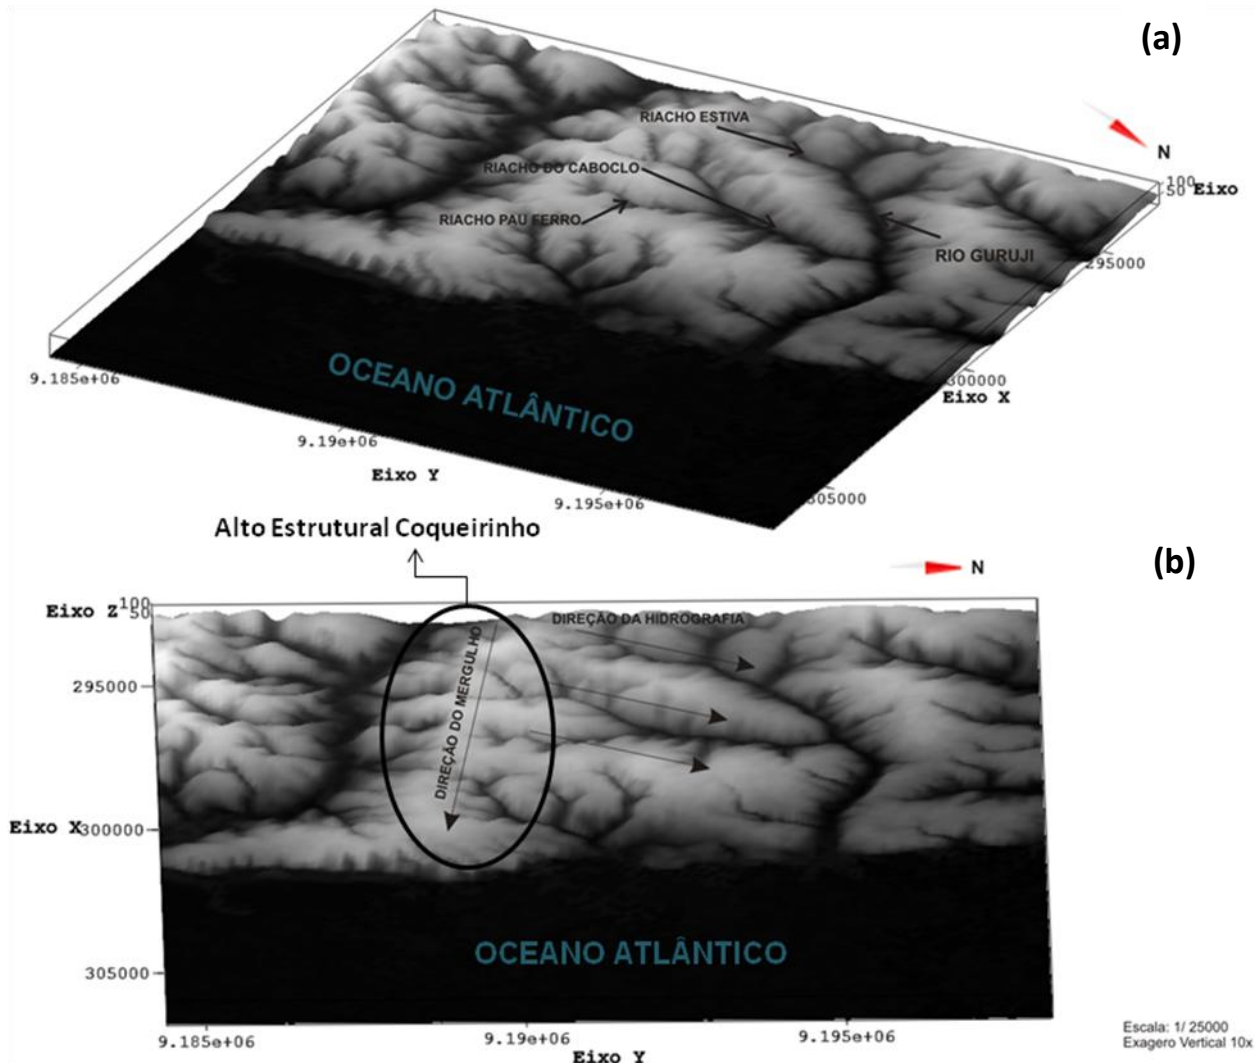 (a)
RIACHO ESTIVA
N
RIACHO DO CABOCLO
100
50 Eixo
RIACHO PAU FERRO
RIO GURUJI
295000
OCEANO ATLÂNTICO
9.185e+06
300000
Eixo X
9.19e+06
Eixo Y
9.195e+06
305000
Alto Estrutural Coqueirinho
(b)
N
Eixo Z
100
50
DIREÇÃO DA HIDROGRAFIA
DIREÇÃO DO MERGULHO
295000
Eixo X
300000
OCEANO ATLÂNTICO
305000
9.185e+06
9.19e+06
9.195e+06
Eixo Y
Escala: 1/ 25000
Exagero Vertical 10x